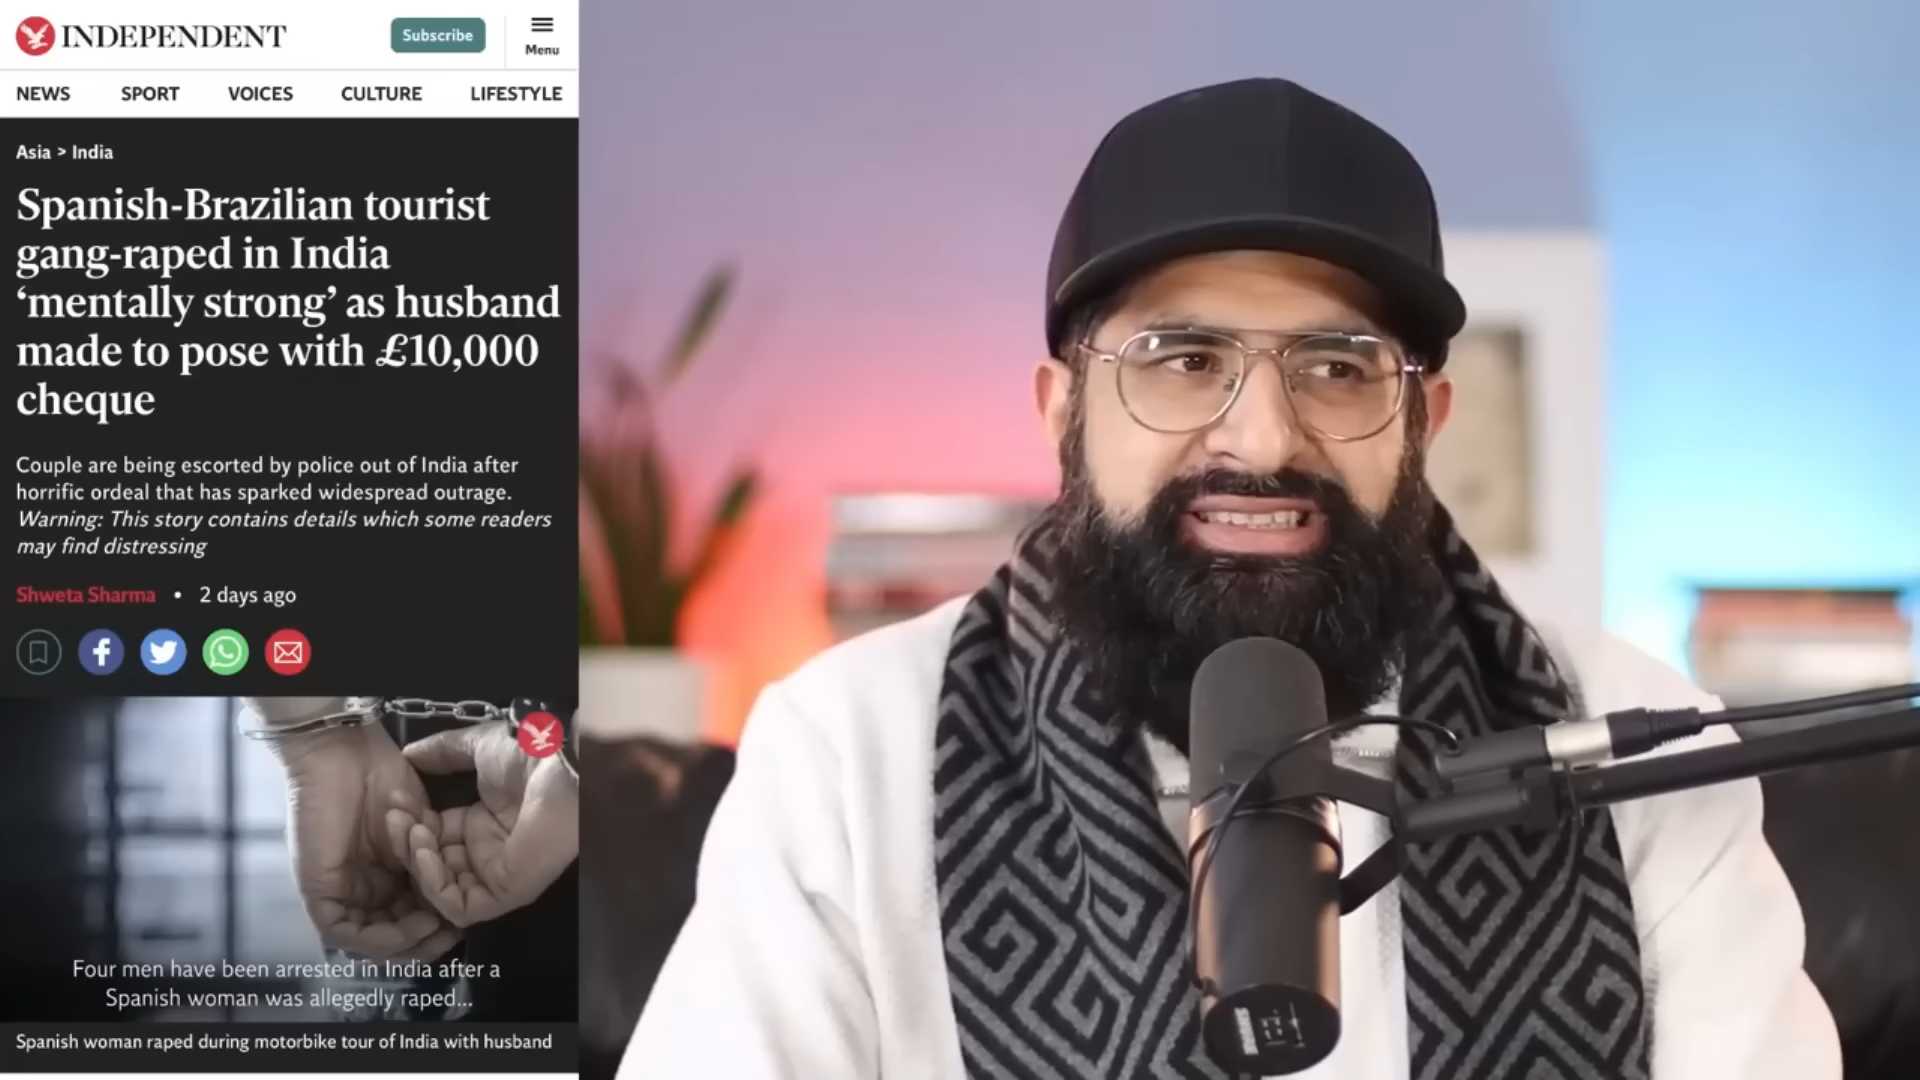 INDEPENDENT
Subscribe
Menu
NEWS SPORT VOICES CULTURE LIFESTYLE
Asia > India
Spanish-Brazilian tourist
gang-raped in India
‘mentally strong’ as husband
made to pose with £10,000
cheque
Couple are being escorted by police out of India after
horrific ordeal that has sparked widespread outrage.
Warning: This story contains details which some readers
may find distressing
Shweta Sharma • 2 days ago
Four men have been arrested in India after a
Spanish woman was allegedly raped...
Spanish woman raped during motorbike tour of India with husband